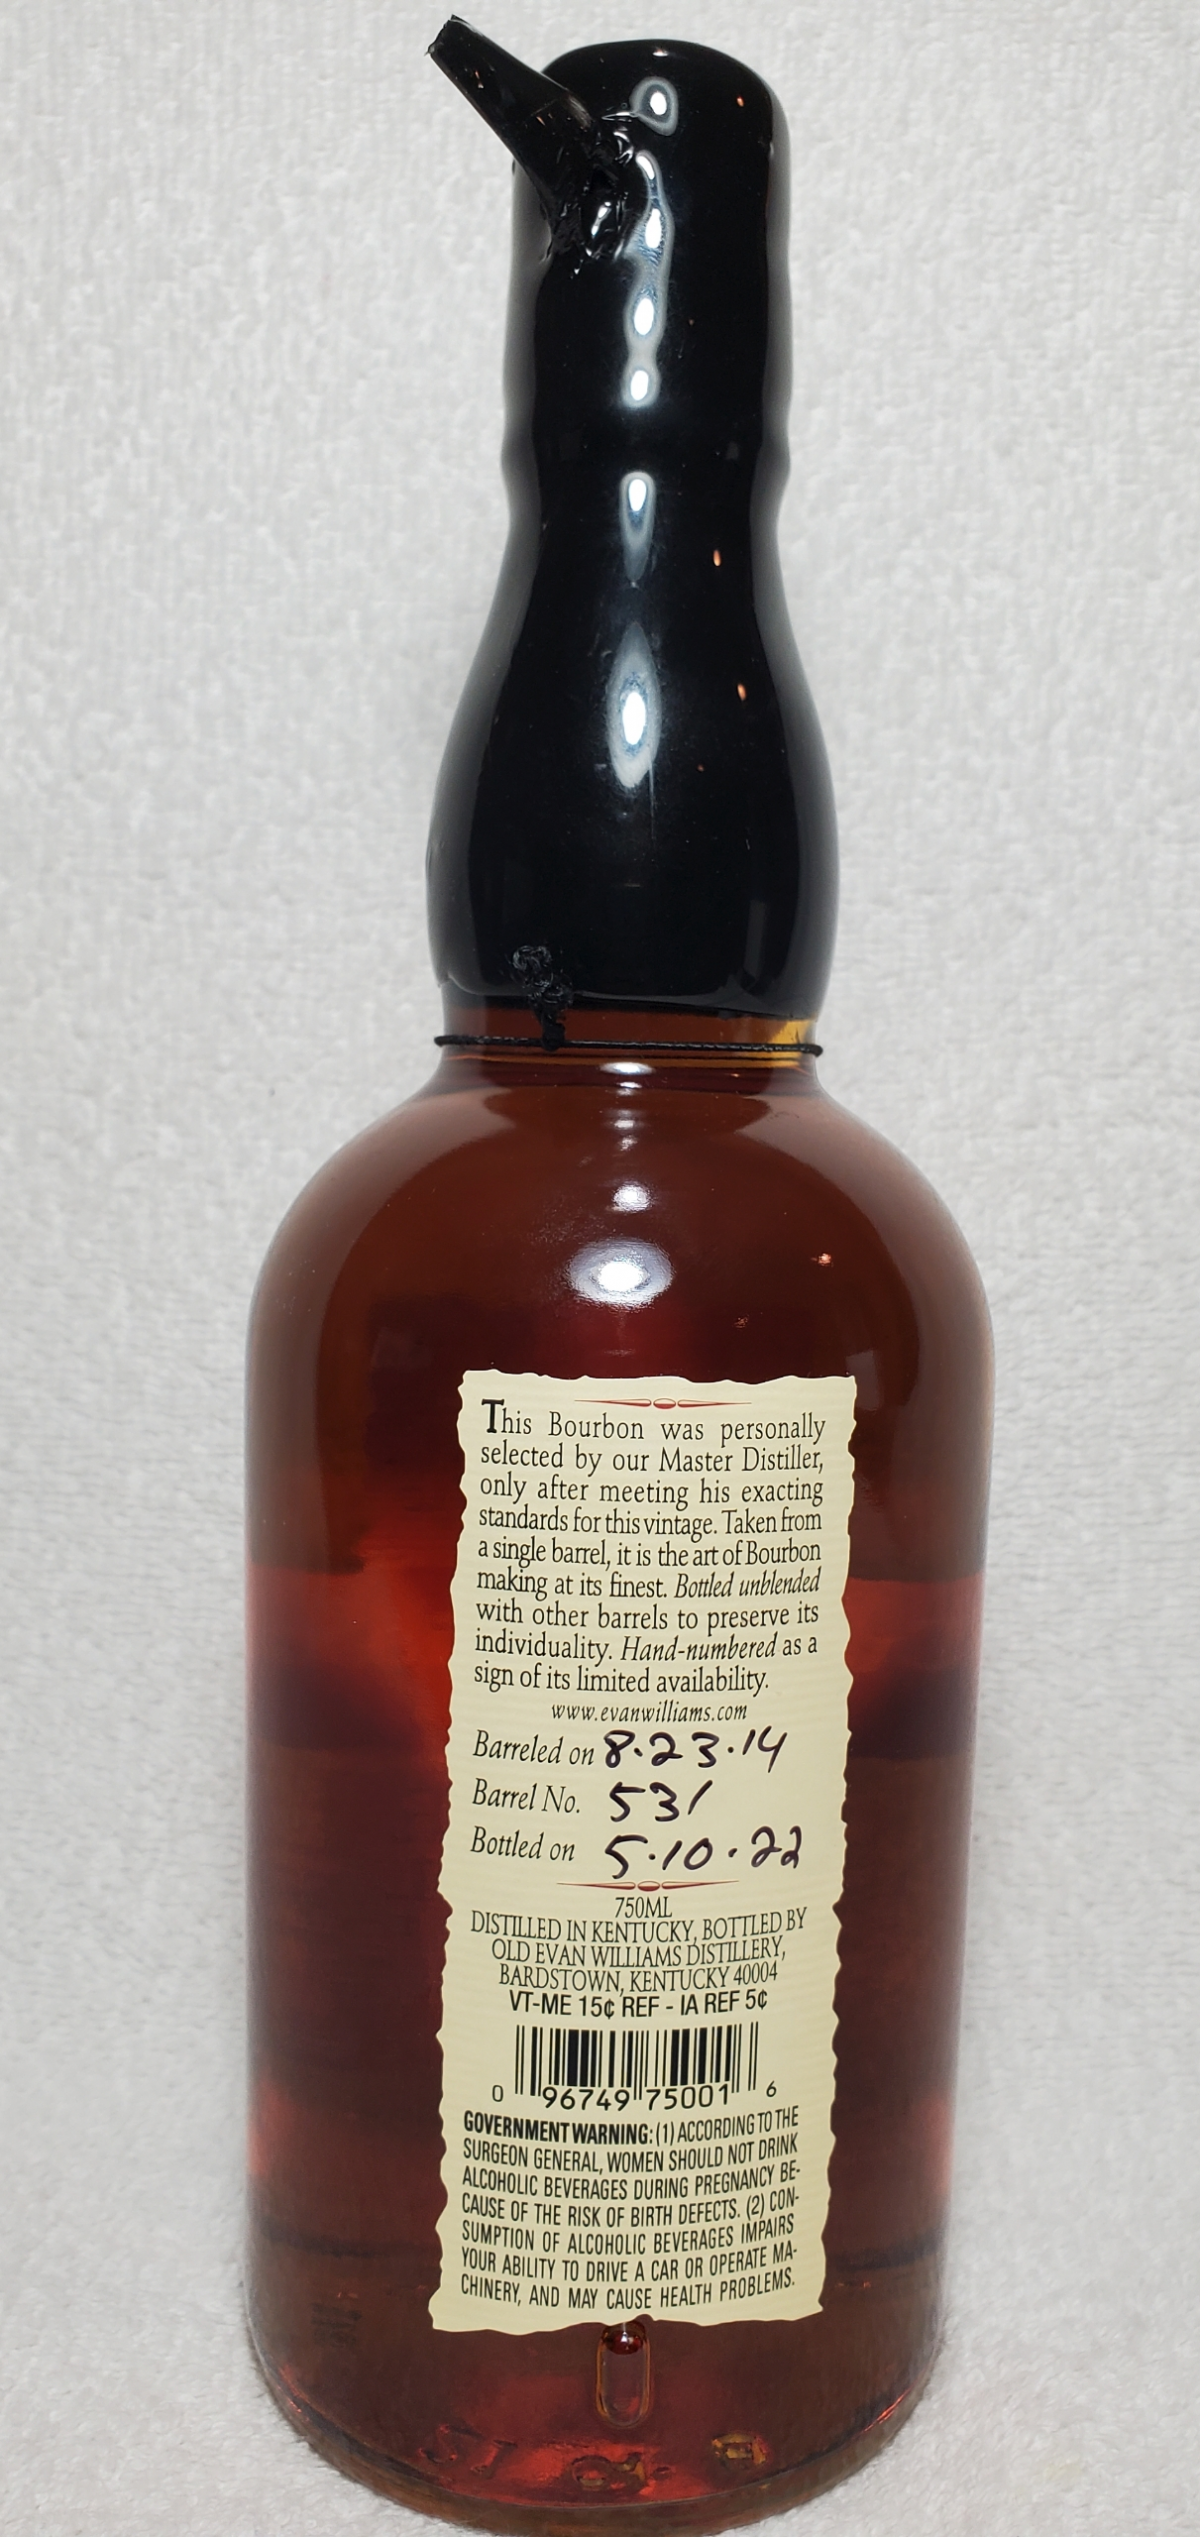 This Bourbon was personally
selected by our Master Distiller,
only after meeting his exacting
standards for this vintage. Taken from
a single barrel, it is the art of Bourbon
making at its finest. Bottled unblended
with other barrels to preserve its
individuality. Hand-numbered as a
sign of its limited availability.
www.evanwilliams.com
Barreled on 8.23.14
Barrel No. 531
Bottled on 5.10.22
750ML
DISTILLED IN KENTUCKY, BOTTLED BY
OLD EVAN WILLIAMS DISTILLERY,
BARDSTOWN, KENTUCKY 40004
VT-ME 15¢ REF - IA REF 5¢
0 96749 75001 6
GOVERNMENT WARNING: (1) ACCORDING TO THE
SURGEON GENERAL, WOMEN SHOULD NOT DRINK
ALCOHOLIC BEVERAGES DURING PREGNANCY BE-
CAUSE OF THE RISK OF BIRTH DEFECTS. (2) CON-
SUMPTION OF ALCOHOLIC BEVERAGES IMPAIRS
YOUR ABILITY TO DRIVE A CAR OR OPERATE MA-
CHINERY, AND MAY CAUSE HEALTH PROBLEMS.